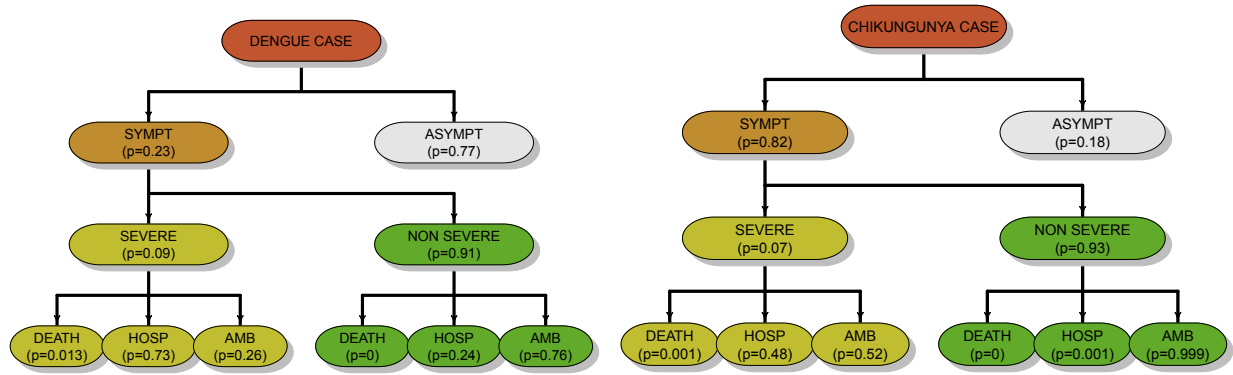 DENGUE CASE
SYMPT
(p=0.23)
ASYMPT
(p=0.77)
SEVERE
(p=0.09)
NON SEVERE
(p=0.91)
DEATH
(p=0.013)
HOSP
(p=0.73)
AMB
(p=0.26)
DEATH
(p=0)
HOSP
(p=0.24)
AMB
(p=0.76)
CHIKUNGUNYA CASE
SYMPT
(p=0.82)
ASYMPT
(p=0.18)
SEVERE
(p=0.07)
NON SEVERE
(p=0.93)
DEATH
(p=0.001)
HOSP
(p=0.48)
AMB
(p=0.52)
DEATH
(p=0)
HOSP
(p=0.001)
AMB
(p=0.999)